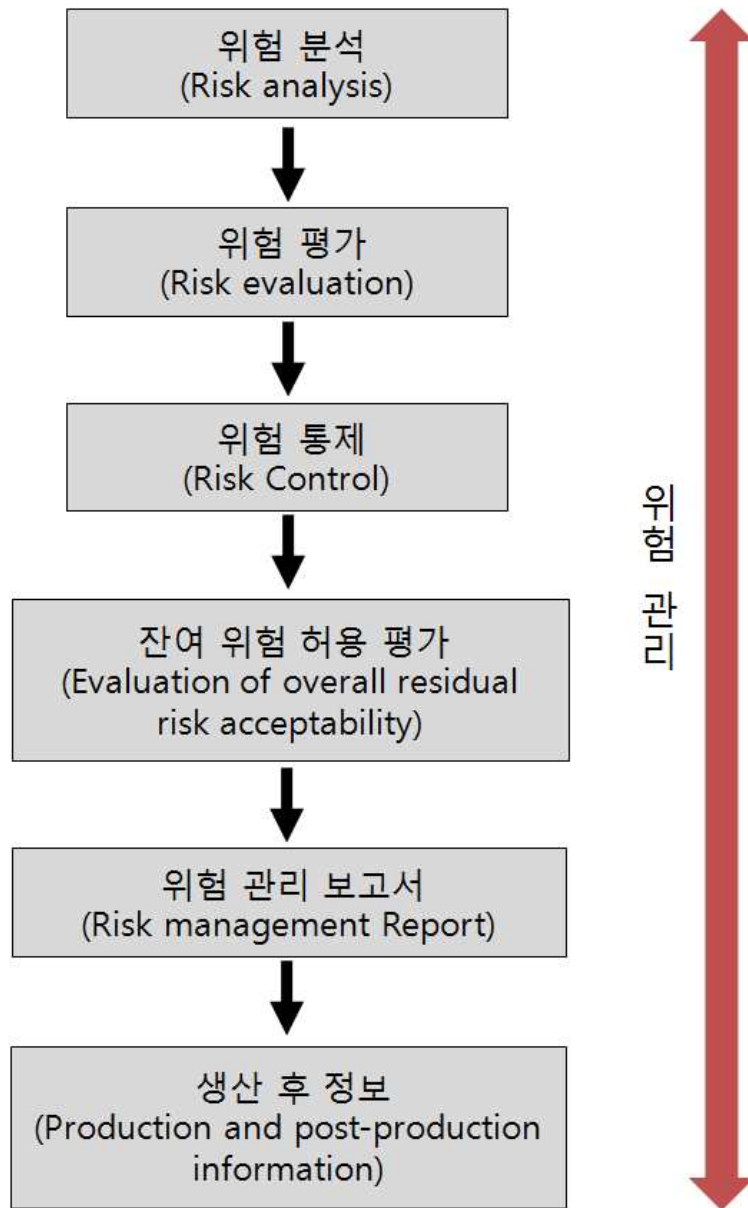 위험 분석
(Risk analysis)
위험 평가
(Risk evaluation)
위험 통제
(Risk Control)
잔여 위험 허용 평가
(Evaluation of overall residual
risk acceptability)
위험 관리 보고서
(Risk management Report)
생산 후 정보
(Production and post-production
information)
위험 관리